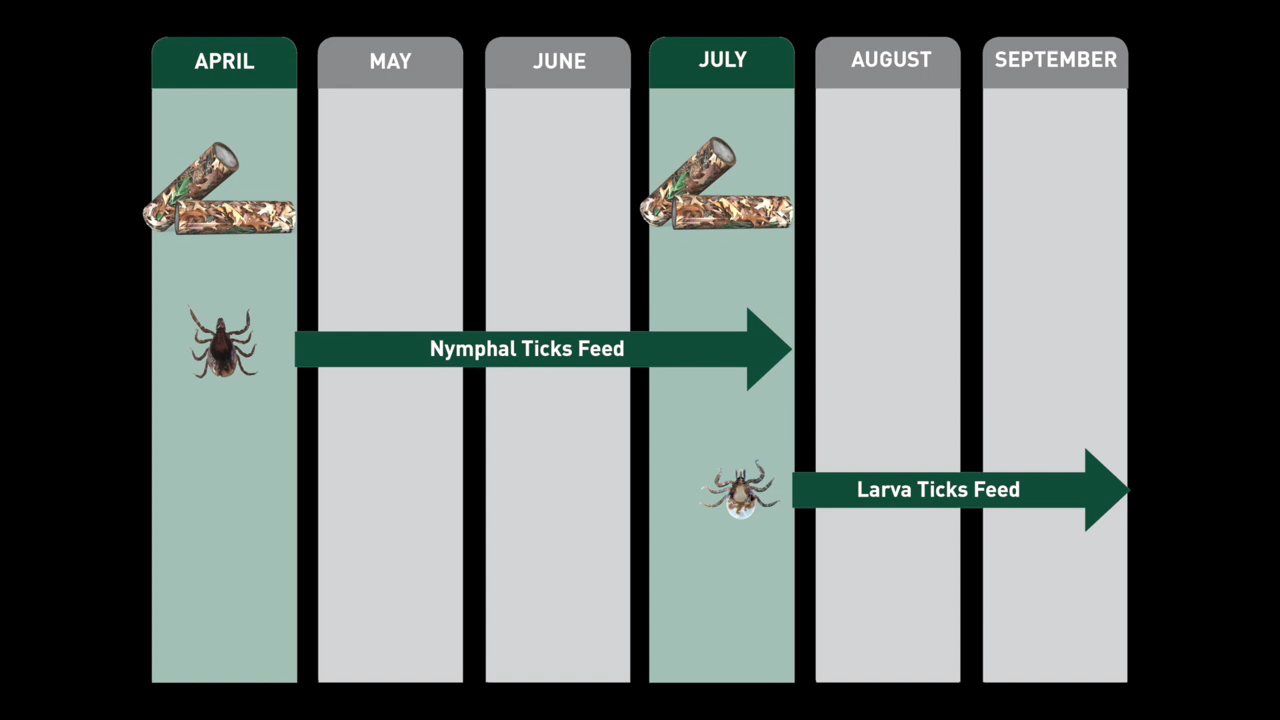 APRIL
MAY
JUNE
JULY
AUGUST
SEPTEMBER
Nymphal Ticks Feed
Larva Ticks Feed